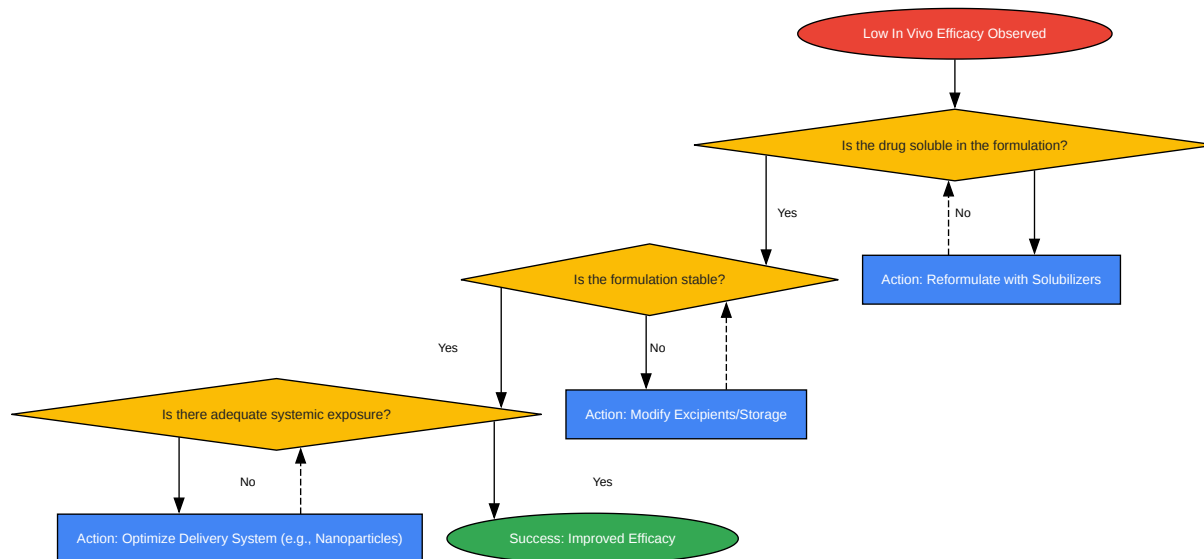 Low In Vivo Efficacy Observed
Is the drug soluble in the formulation?
Yes
No
Is the formulation stable?
Action: Reformulate with Solubilizers
Yes
No
Is there adequate systemic exposure?
Action: Modify Excipients/Storage
No
Yes
Action: Optimize Delivery System (e.g., Nanoparticles)
Success: Improved Efficacy